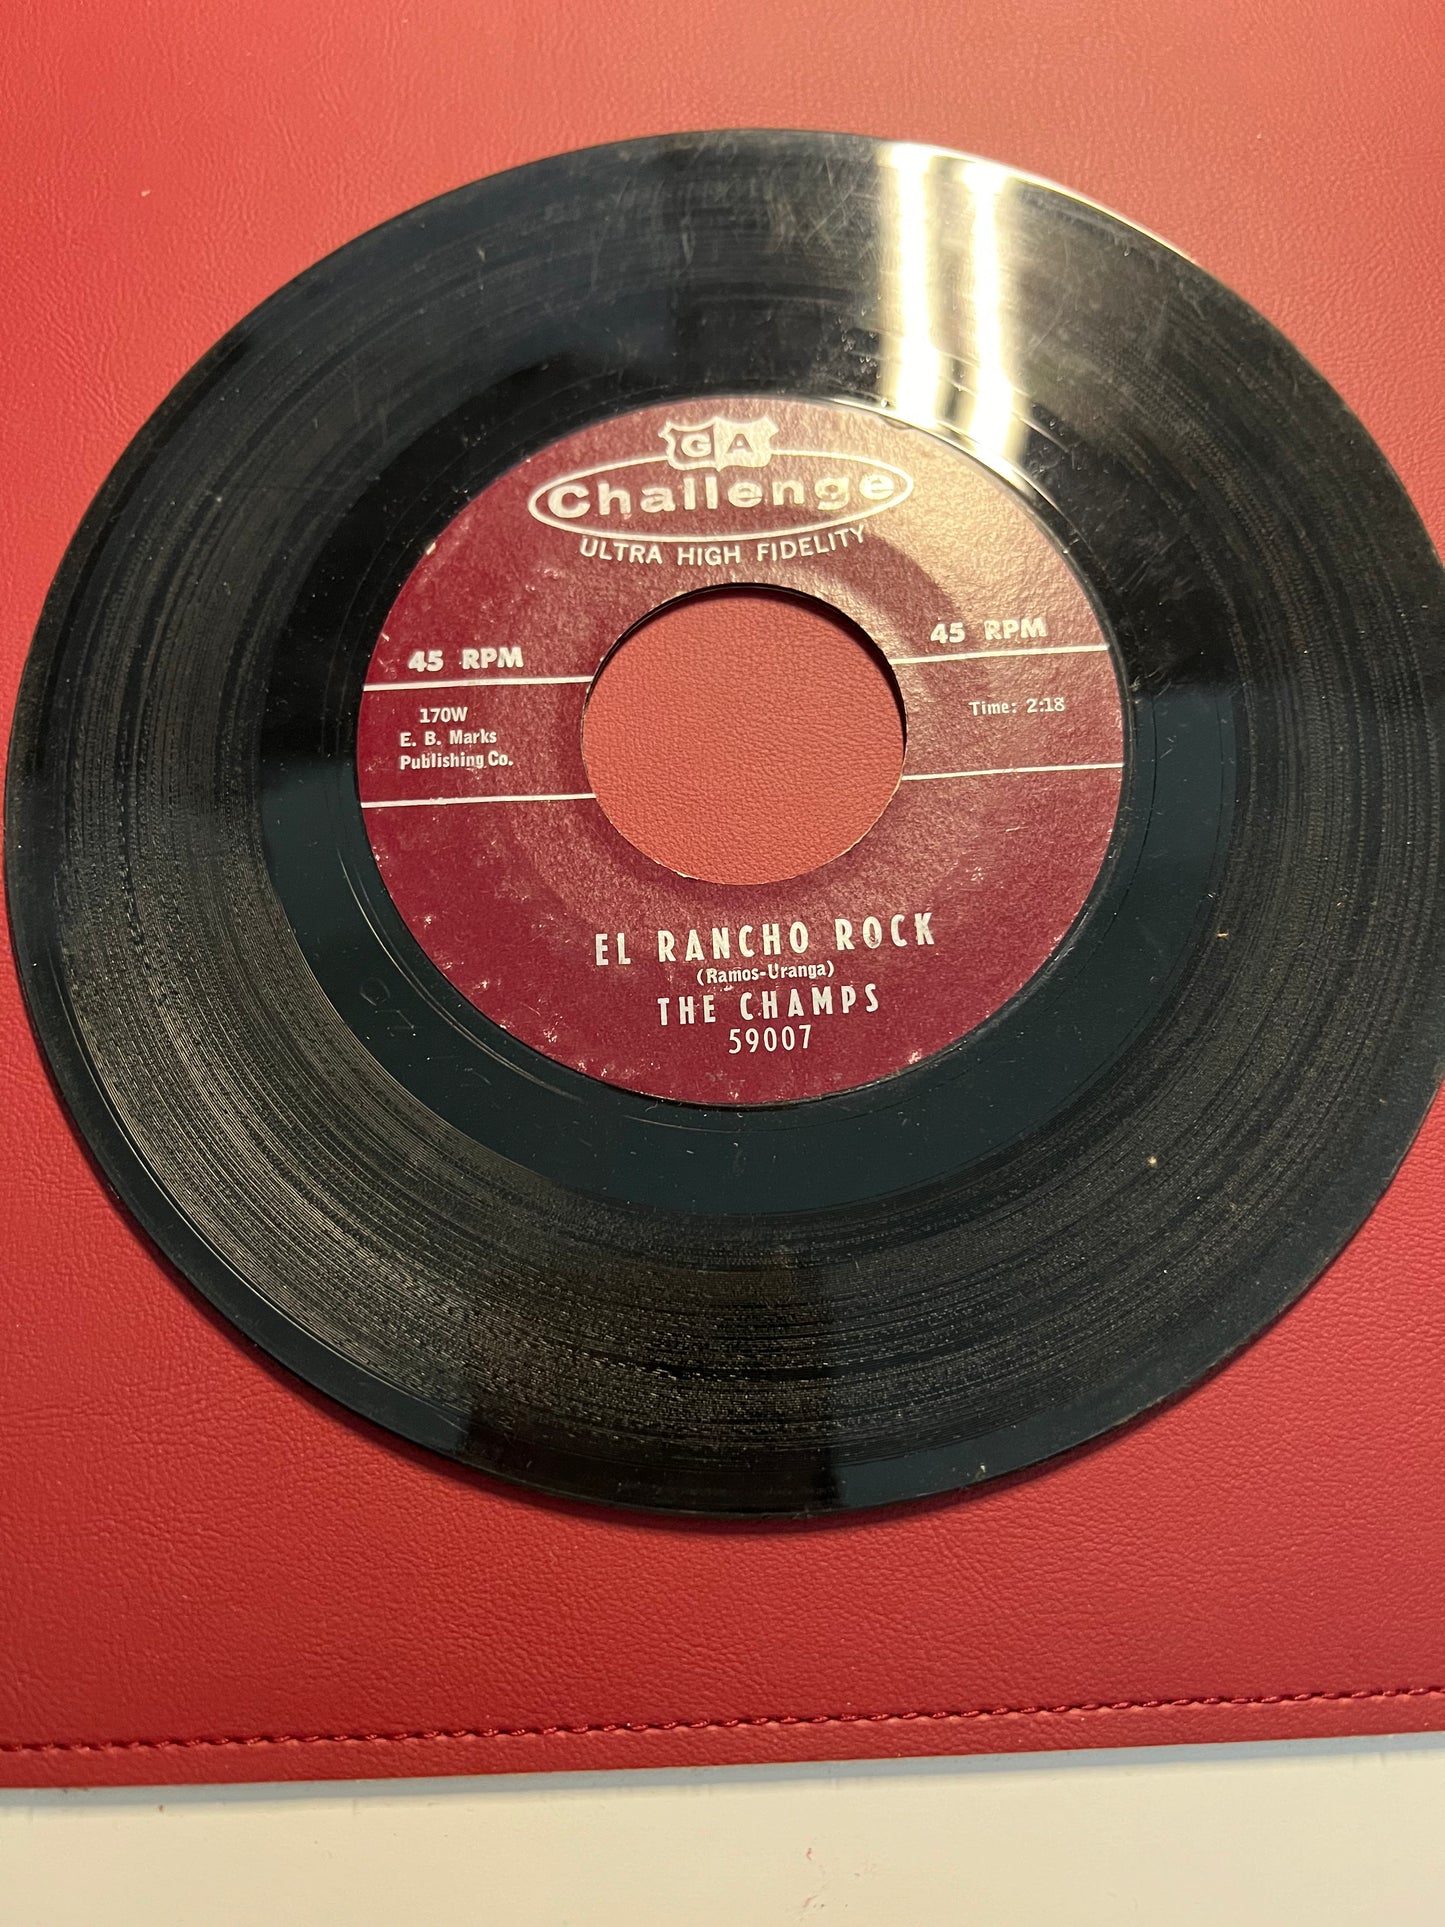 G A
Challenge
ULTRA HIGH FIDELITY
45 RPM
45 RPM
170W
E. B. Marks
Publishing Co.
Time: 2:18
EL RANCHO ROCK
(Ramos-Uranga)
THE CHAMPS
59007